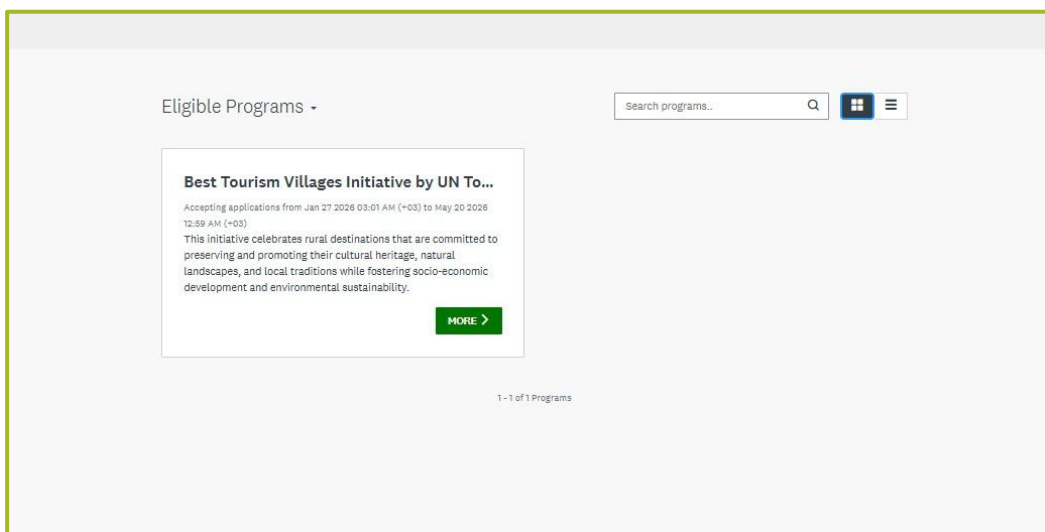 Eligible Programs
Search programs..
Best Tourism Villages Initiative by UN To...
Accepting applications from Jan 27 2026 03:01 AM (+03) to May 20 2026
12:59 AM (+03)
This initiative celebrates rural destinations that are committed to
preserving and promoting their cultural heritage, natural
landscapes, and local traditions while fostering socio-economic
development and environmental sustainability.
MORE
1 - 1 of 1 Programs